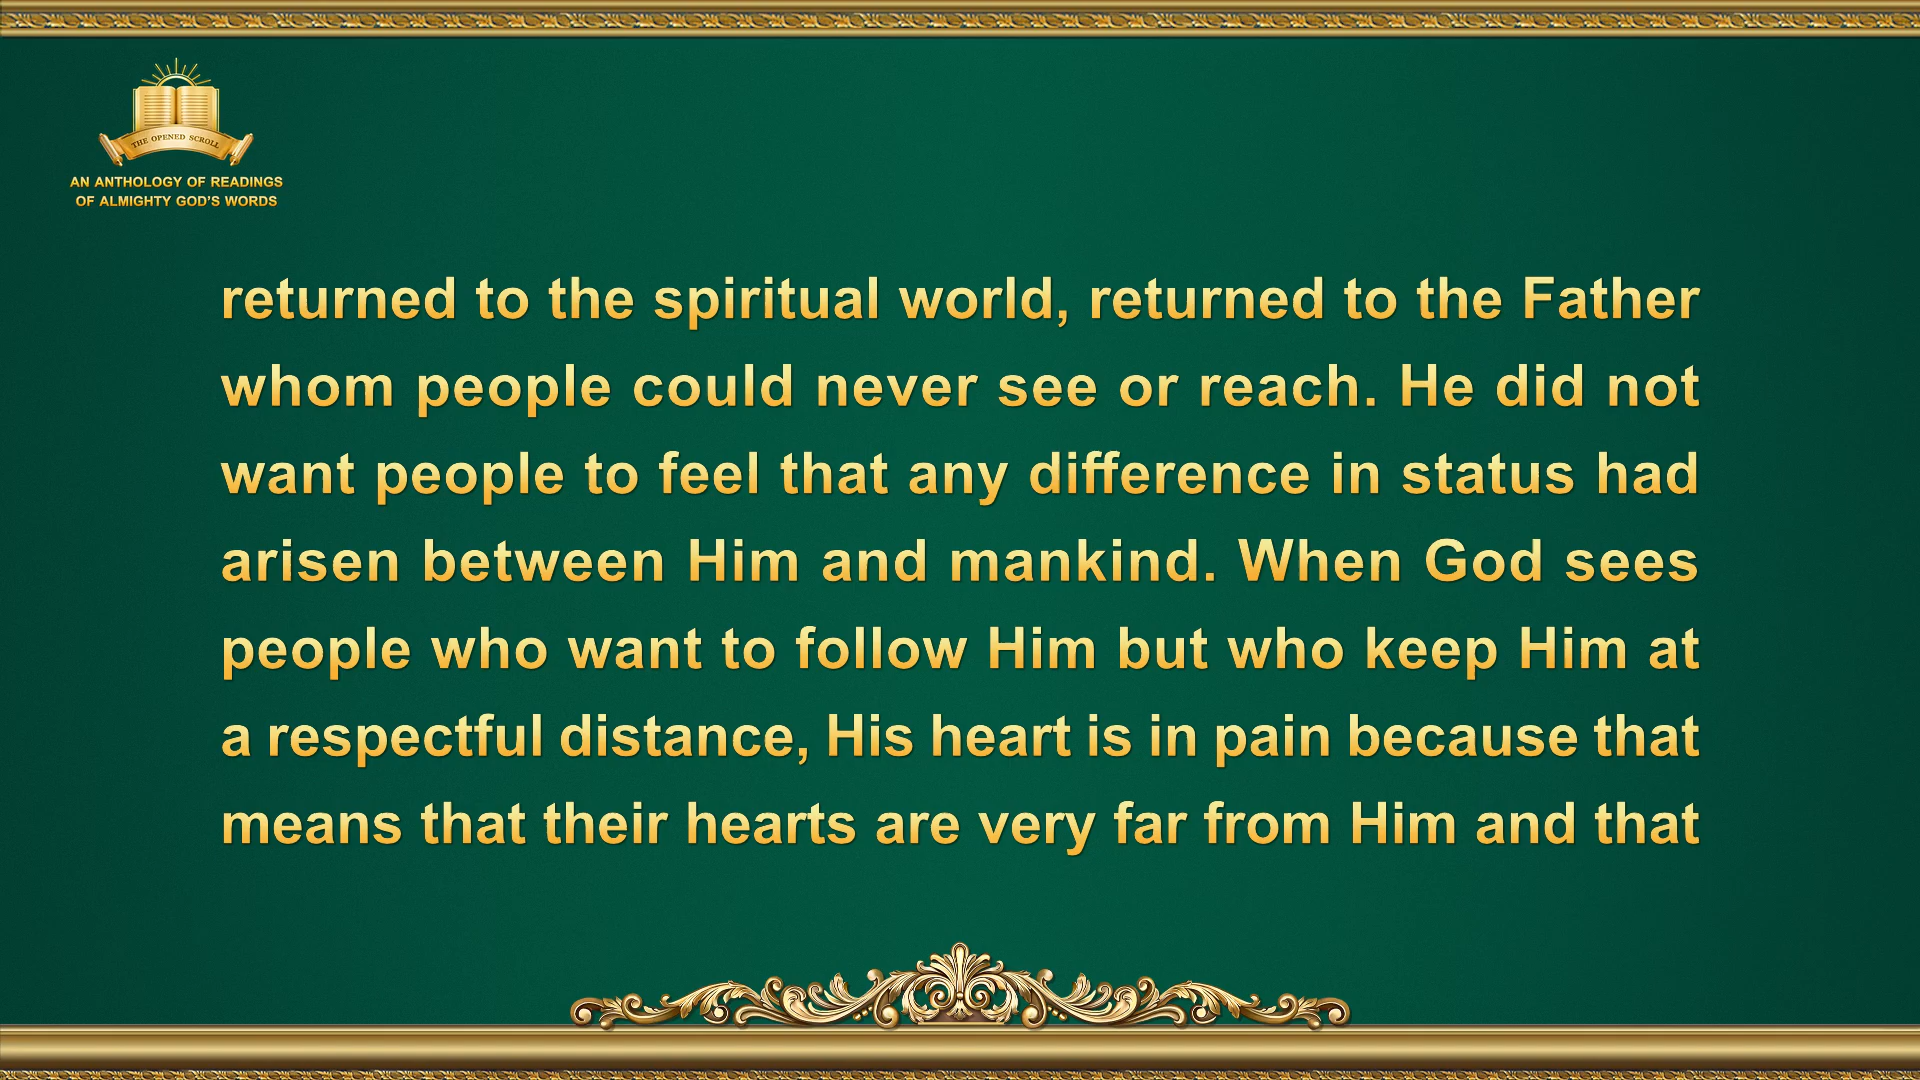 THE OPENED SCROLL
AN ANTHOLOGY OF READINGS
OF ALMIGHTY GOD'S WORDS
returned to the spiritual world, returned to the Father
whom people could never see or reach. He did not
want people to feel that any difference in status had
arisen between Him and mankind. When God sees
people who want to follow Him but who keep Him at
a respectful distance, His heart is in pain because that
means that their hearts are very far from Him and that